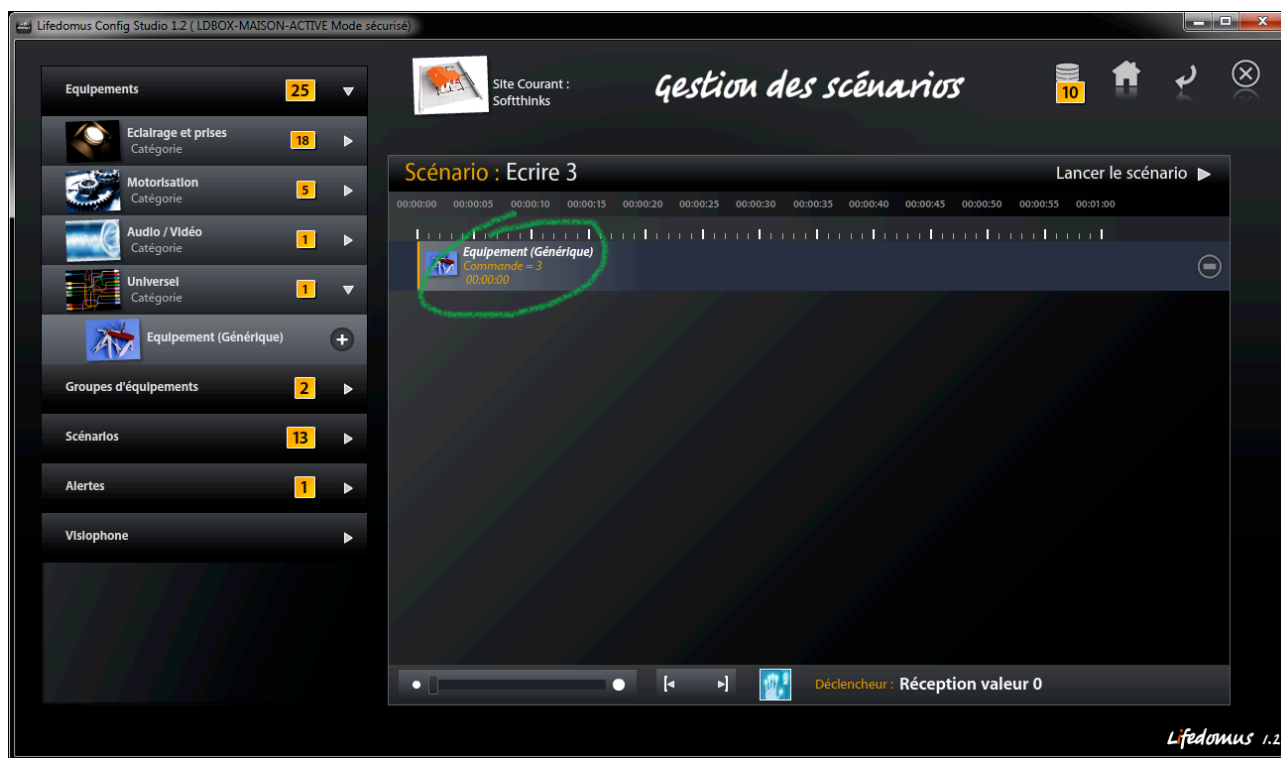 Lifedomus Config Studio 1.2 ( LDBOX-MAISON-ACTIVE Mode sécurisé)
Equipements 25
Eclairage et prises
Catégorie
18
Motorisation
Catégorie
5
Audio / Vidéo
Catégorie
1
Universel
Catégorie
1
Equipement (Générique)
Groupes d'équipements 2
Scénarios 13
Alertes 1
Visiophone
Site Courant :
Softthinks
Gestion des scénarios
10
Scénario : Ecrire 3
Lancer le scénario
00:00:00 00:00:05 00:00:10 00:00:15 00:00:20 00:00:25 00:00:30 00:00:35 00:00:40 00:00:45 00:00:50 00:00:55 00:01:00
Equipement (Générique)
Commande = 3
00:00:00
Déclencheur : Réception valeur 0
Lifedomus 1.2